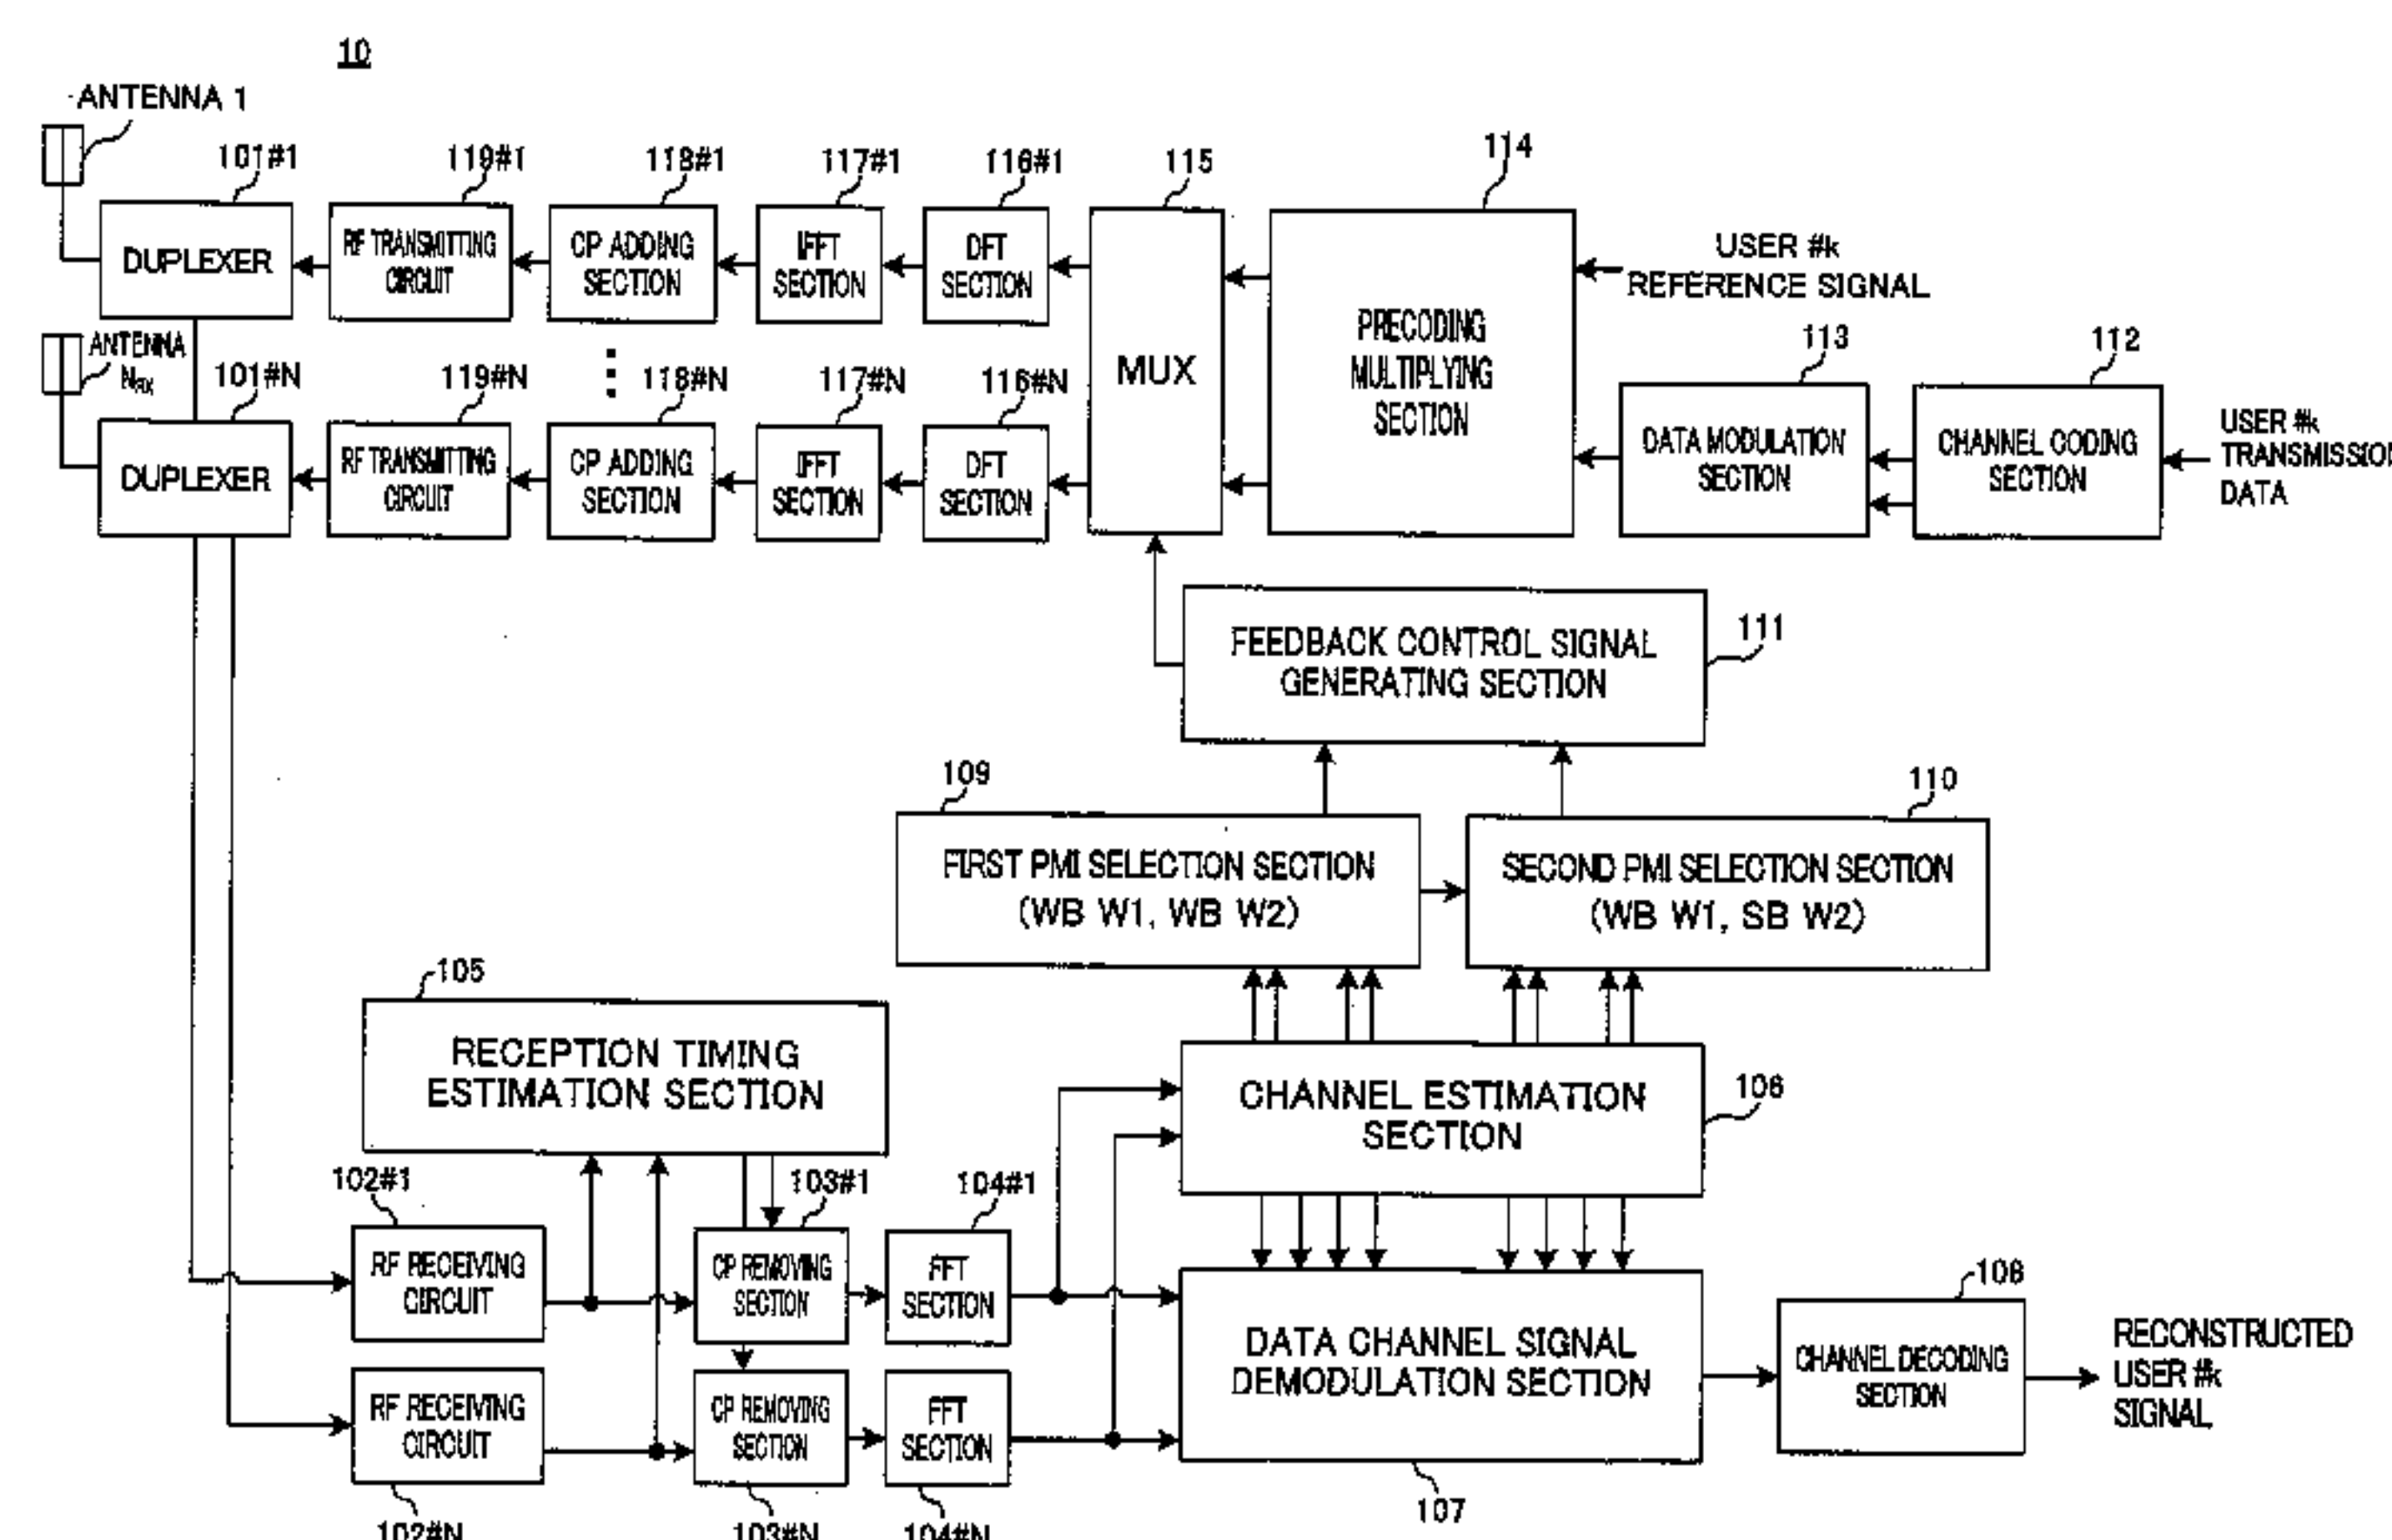 10
ANTENNA 1
101#1
119#1
118#1
117#1
116#1
115
114
DUPLEXER
RF TRANSMITTING
CIRCUIT
CP ADDING
SECTION
IFFT
SECTION
DFT
SECTION
MUX
PRECODING
MULTIPLYING
SECTION
USER #k
REFERENCE SIGNAL
ANTENNA
101#N
119#N
118#N
117#N
116#N
113
112
DUPLEXER
RF TRANSMITTING
CIRCUIT
CP ADDING
SECTION
IFFT
SECTION
DFT
SECTION
DATA MODULATION
SECTION
CHANNEL CODING
SECTION
USER #k
TRANSMISSION
DATA
FEEDBACK CONTROL SIGNAL
GENERATING SECTION
111
109
110
FIRST PMI SELECTION SECTION
(WB W1, WB W2)
SECOND PMI SELECTION SECTION
(WB W1, SB W2)
105
RECEPTION TIMING
ESTIMATION SECTION
CHANNEL ESTIMATION
SECTION
106
102#1
103#1
104#1
RF RECEIVING
CIRCUIT
CP REMOVING
SECTION
FFT
SECTION
DATA CHANNEL SIGNAL
DEMODULATION SECTION
108
CHANNEL DECODING
SECTION
RECONSTRUCTED
USER #k
SIGNAL
RF RECEIVING
CIRCUIT
CP REMOVING
SECTION
FFT
SECTION
107
102#N
103#N
104#N